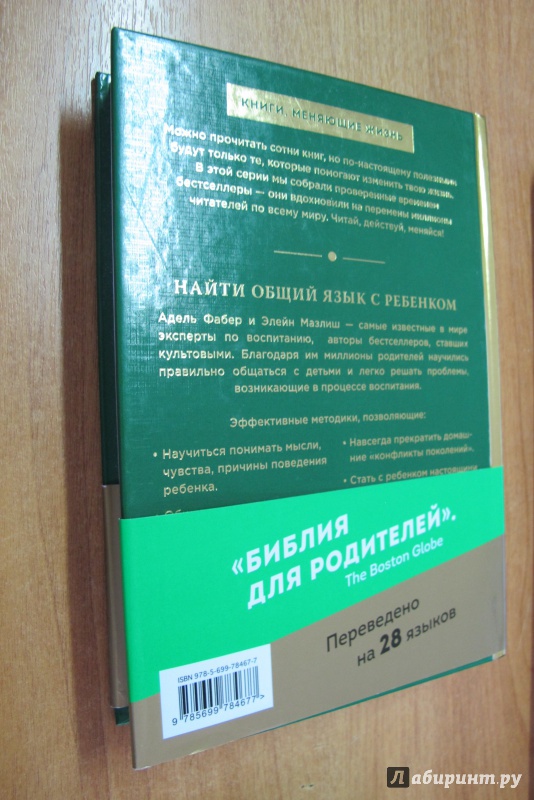 КНИГИ, МЕНЯЮЩИЕ ЖИЗНЬ
Можно прочитать сотни книг, но по-настоящему полезными
будут только те, которые помогают изменить твою жизнь.
В этой серии мы собрали проверенные временем
бестселлеры — они вдохновили на перемены миллионы
читателей по всему миру. Читай, действуй, меняйся!
НАЙТИ ОБЩИЙ ЯЗЫК С РЕБЕНКОМ
Адель Фабер и Элейн Мазлиш — самые известные в мире
эксперты по воспитанию, авторы бестселлеров, ставших
культовыми. Благодаря им миллионы родителей научились
правильно общаться с детьми и легко решать проблемы,
возникающие в процессе воспитания.
Эффективные методики, позволяющие:
• Научиться понимать мысли,
чувства, причины поведения
ребенка.
• Навсегда прекратить домаш-
ние «конфликты поколений».
• Стать с ребенком настоящими
«БИБЛИЯ
ДЛЯ РОДИТЕЛЕЙ».
The Boston Globe
Переведено
на 28 языков
ISBN 978-5-699-78467-7
9 785699 784677 >
Лабиринт.ру